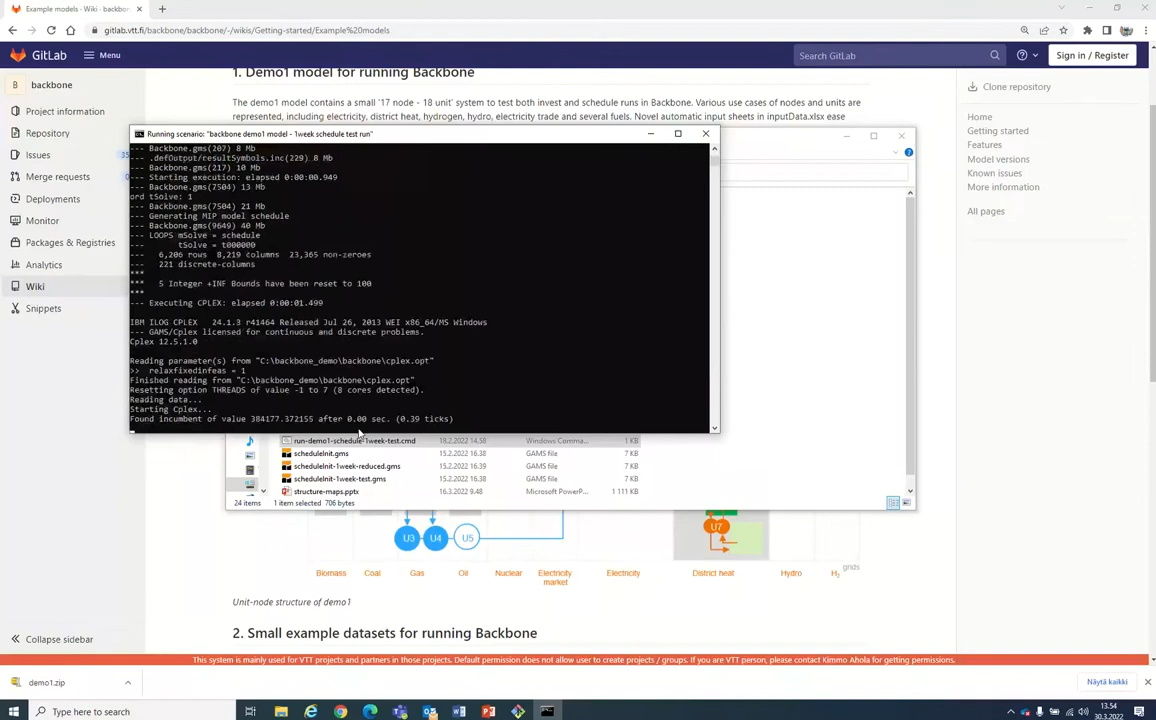 Example models · Wiki · backbon
gitlab.vtt.fi/backbone/backbone/-/wikis/Getting-started/Example%20models
GitLab
Menu
Search GitLab
Sign in / Register
B
backbone
Project information
Repository
Issues
35
Merge requests
Deployments
Monitor
Packages & Registries
Analytics
Wiki
Snippets
Collapse sidebar
1. Demo1 model for running Backbone
The demo1 model contains a small '17 node - 18 unit' system to test both invest and schedule runs in Backbone. Various use cases of nodes and units are
represented, including electricity, district heat, hydrogen, hydro, electricity trade and several fuels. Novel automatic input sheets in inputData.xlsx ease
Clone repository
Home
Getting started
Features
Model versions
Known issues
More information
All pages
Running scenario: "backbone demo1 model - 1week schedule test run"
--- Backbone.gms(207) 8 Mb
--- .defOutput/resultSymbols.inc(229) 8 Mb
--- Backbone.gms(217) 10 Mb
--- Starting execution: elapsed 0:00:00.949
--- Backbone.gms(7504) 13 Mb
ord tSolve: 1
--- Backbone.gms(7504) 21 Mb
--- Generating MIP model schedule
--- Backbone.gms(9649) 40 Mb
--- LOOPS mSolve = schedule
---       tSolve = t000000
---   6,206 rows  8,219 columns  23,365 non-zeroes
---   221 discrete-columns
***
***   5 Integer +INF Bounds have been reset to 100
***
--- Executing CPLEX: elapsed 0:00:01.499
IBM ILOG CPLEX   24.1.3 r41464 Released Jul 26, 2013 WEI x86_64/MS Windows
--- GAMS/Cplex licensed for continuous and discrete problems.
Cplex 12.5.1.0
Reading parameter(s) from "C:\backbone_demo\backbone\cplex.opt"
>>  relaxfixedinfeas = 1
Finished reading from "C:\backbone_demo\backbone\cplex.opt"
Resetting option THREADS of value -1 to 7 (8 cores detected).
Reading data...
Starting Cplex...
Found incumbent of value 384177.372155 after 0.00 sec. (0.39 ticks)
run-demo1-schedule-1week-test.cmd 18.2.2022 14.58 Windows Comma... 1 KB
scheduleInit.gms 15.2.2022 16.38 GAMS file 1 KB
scheduleInit-1week-reduced.gms 15.2.2022 16.39 GAMS file 2 KB
scheduleInit-1week-test.gms 15.2.2022 16.38 GAMS file 2 KB
structure-maps.pptx 16.3.2022 9.48 Microsoft PowerP... 1 111 KB
24 items 1 item selected 706 bytes
U3 U4 U5 U7
Biomass Coal Gas Oil Nuclear Electricity market Electricity District heat Hydro H2 grids
Unit-node structure of demo1
2. Small example datasets for running Backbone
This system is mainly used for VTT projects and partners in those projects. Default permission does not allow user to create projects / groups. If you are VTT person, please contact Kimmo Ahola for getting permissions.
demo1.zip
Näytä kaikki
Type here to search
13.54
30.3.2022